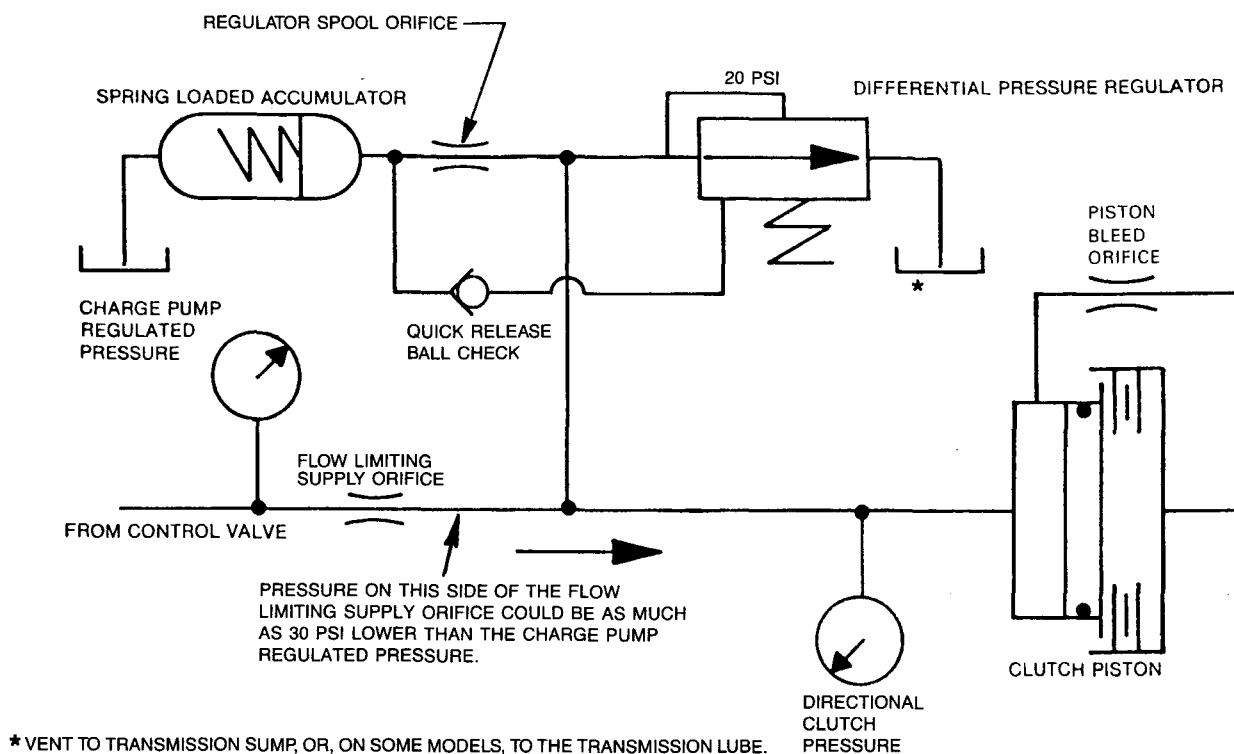 REGULATOR SPOOL ORIFICE
SPRING LOADED ACCUMULATOR
20 PSI
DIFFERENTIAL PRESSURE REGULATOR
PISTON
BLEED
ORIFICE
*
CHARGE PUMP
REGULATED
PRESSURE
QUICK RELEASE
BALL CHECK
FLOW LIMITING
SUPPLY ORIFICE
FROM CONTROL VALVE
PRESSURE ON THIS SIDE OF THE FLOW
LIMITING SUPPLY ORIFICE COULD BE AS MUCH
AS 30 PSI LOWER THAN THE CHARGE PUMP
REGULATED PRESSURE.
CLUTCH PISTON
DIRECTIONAL
CLUTCH
PRESSURE
* VENT TO TRANSMISSION SUMP, OR, ON SOME MODELS, TO THE TRANSMISSION LUBE.